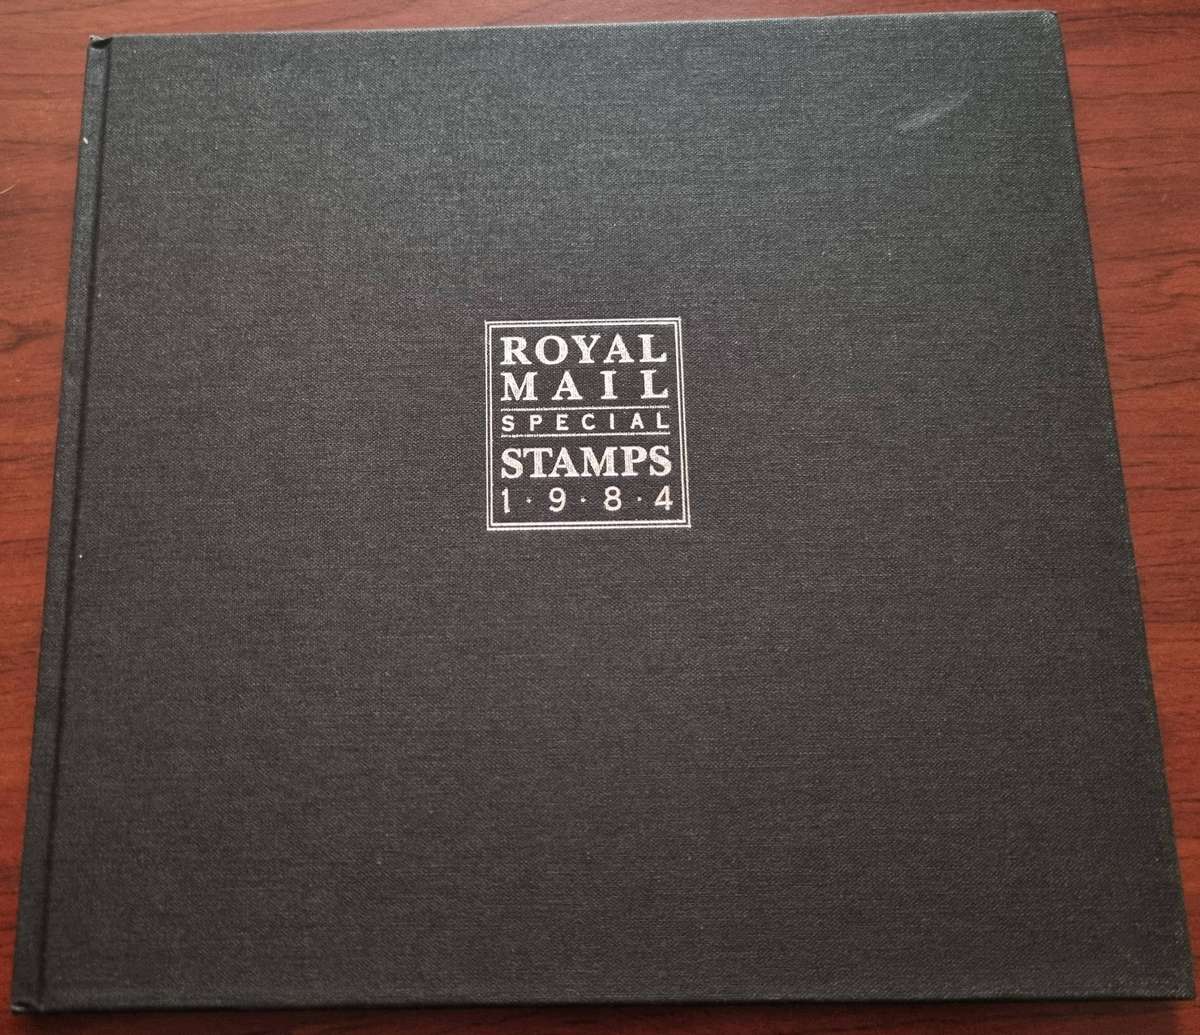 ROYAL
MAIL
SPECIAL
STAMPS
1·9·8·4